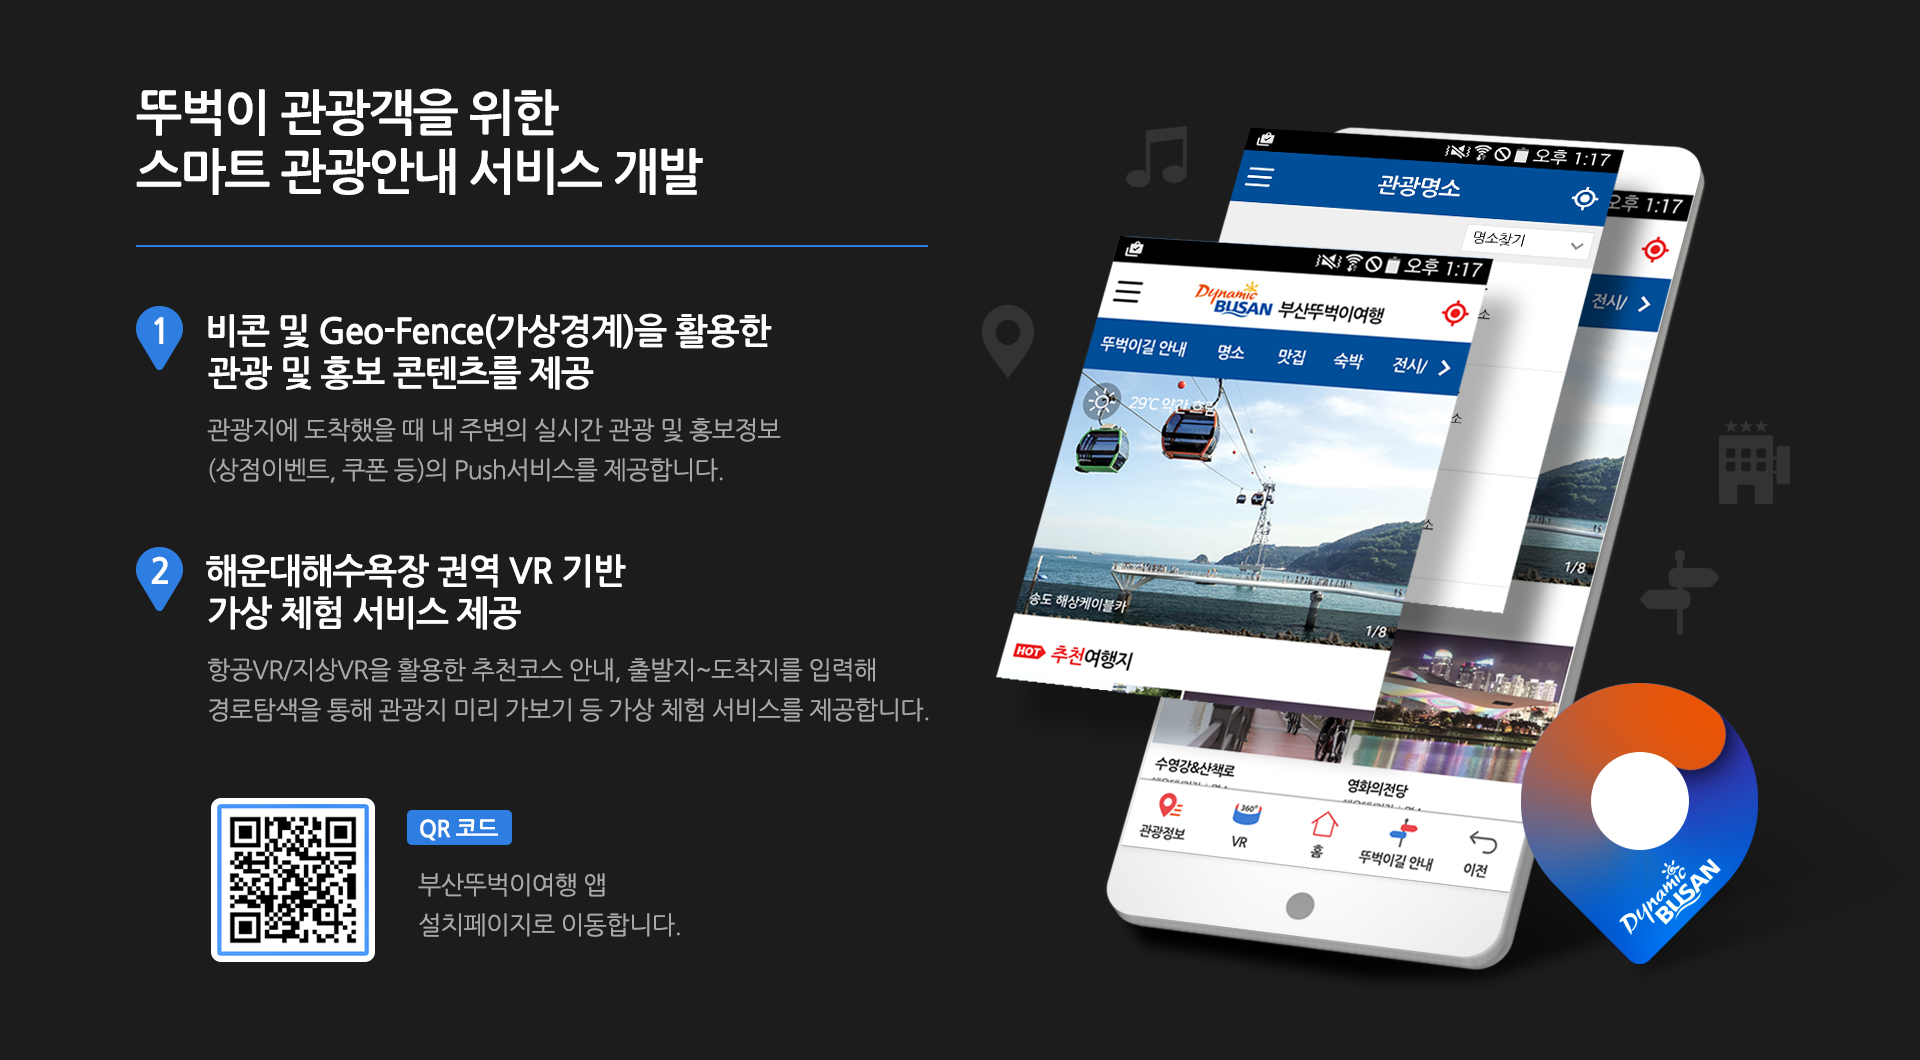 뚜벅이 관광객을 위한
스마트 관광안내 서비스 개발
1
비콘 및 Geo-Fence(가상경계)을 활용한
관광 및 홍보 콘텐츠를 제공
관광지에 도착했을 때 내 주변의 실시간 관광 및 홍보정보
(상점이벤트, 쿠폰 등)의 Push서비스를 제공합니다.
2
해운대해수욕장 권역 VR 기반
가상 체험 서비스 제공
항공VR/지상VR을 활용한 추천코스 안내, 출발지~도착지를 입력해
경로탐색을 통해 관광지 미리 가보기 등 가상 체험 서비스를 제공합니다.
QR 코드
부산뚜벅이여행 앱
설치페이지로 이동합니다.
오후 1:17
관광명소
명소찾기
오후 1:17
전시/
소
소
소
1/8
오후 1:17
Dynamic
BUSAN 부산뚜벅이여행
뚜벅이길 안내 명소 맛집 숙박 전시/
29℃ 약간 흐림
송도 해상케이블카
1/8
HOT 추천여행지
수영강&산책로
영화의전당
관광정보
360°
VR
홈
뚜벅이길 안내
이전
Dynamic
BUSAN